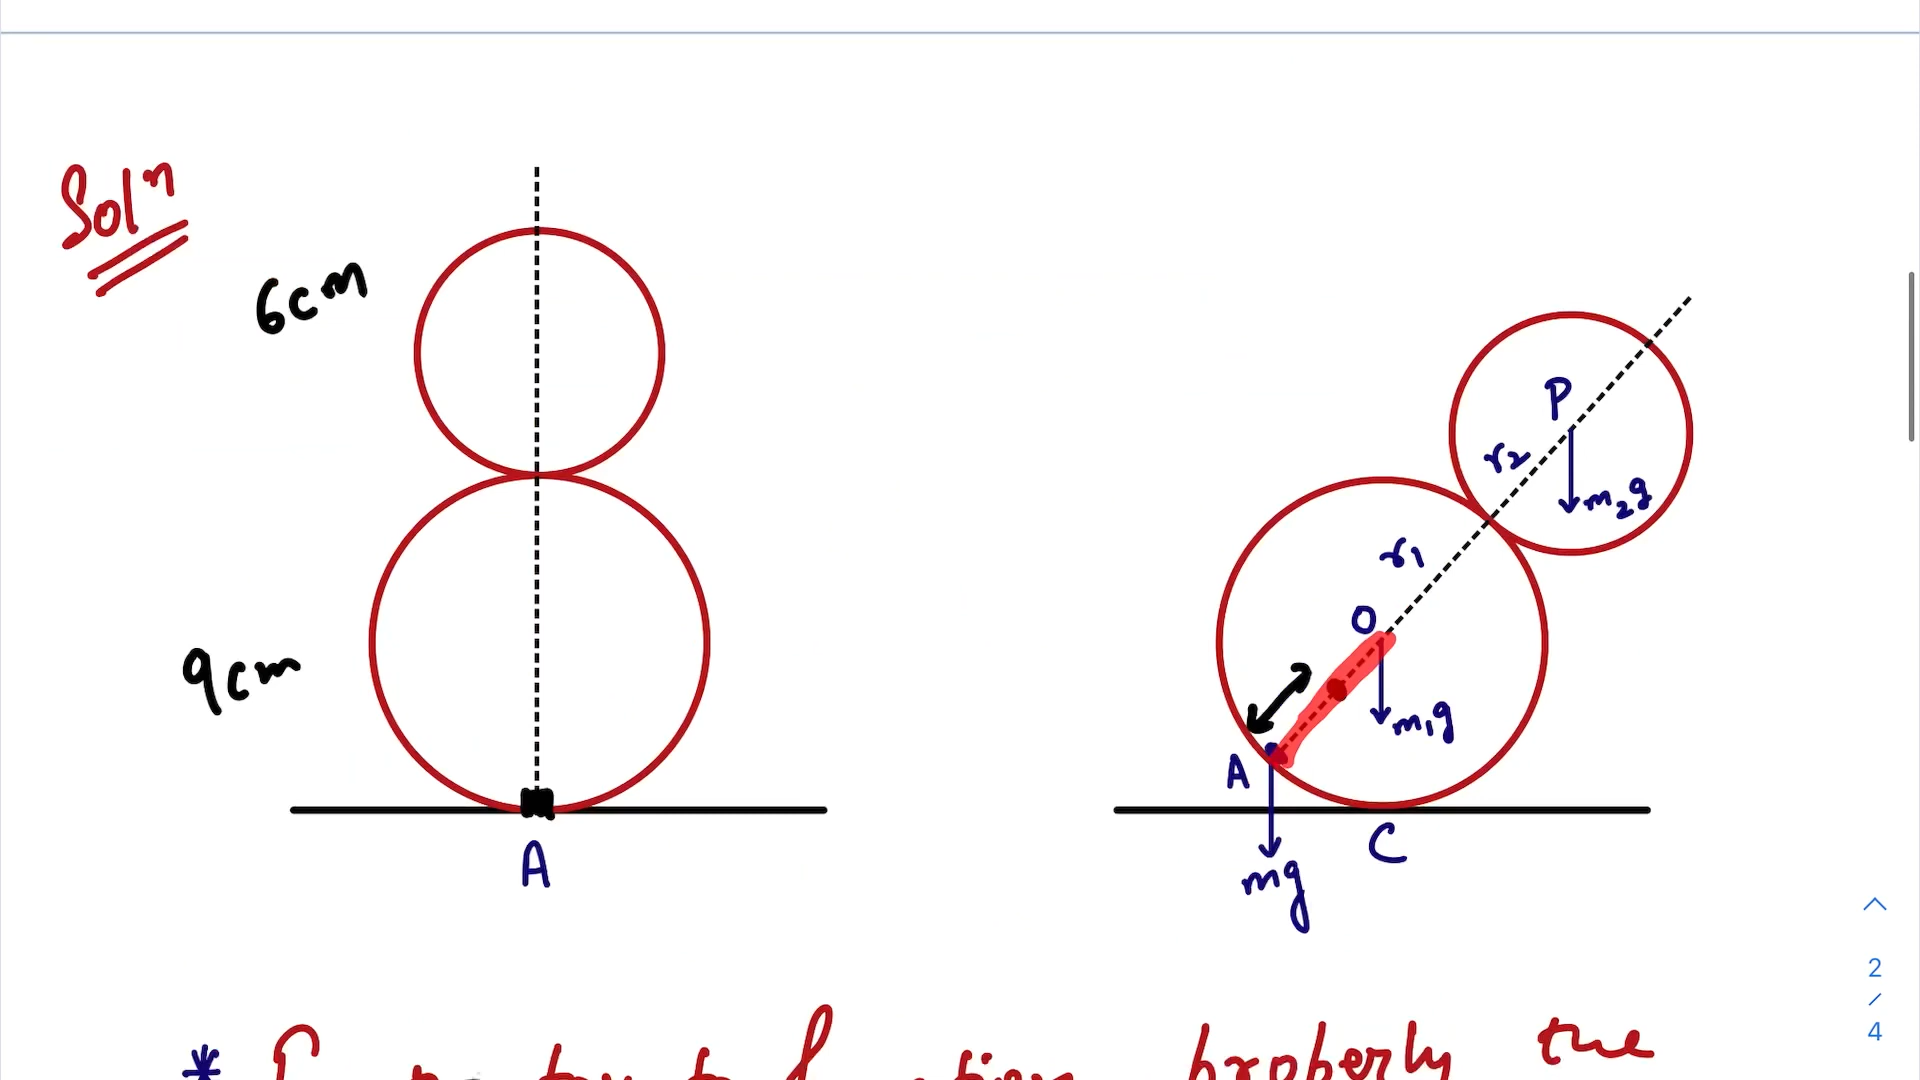 Solⁿ
6cm
9cm
A
P
r₂
m₂g
r₁
O
m₁g
A
C
mg
2
/
4
* properly the